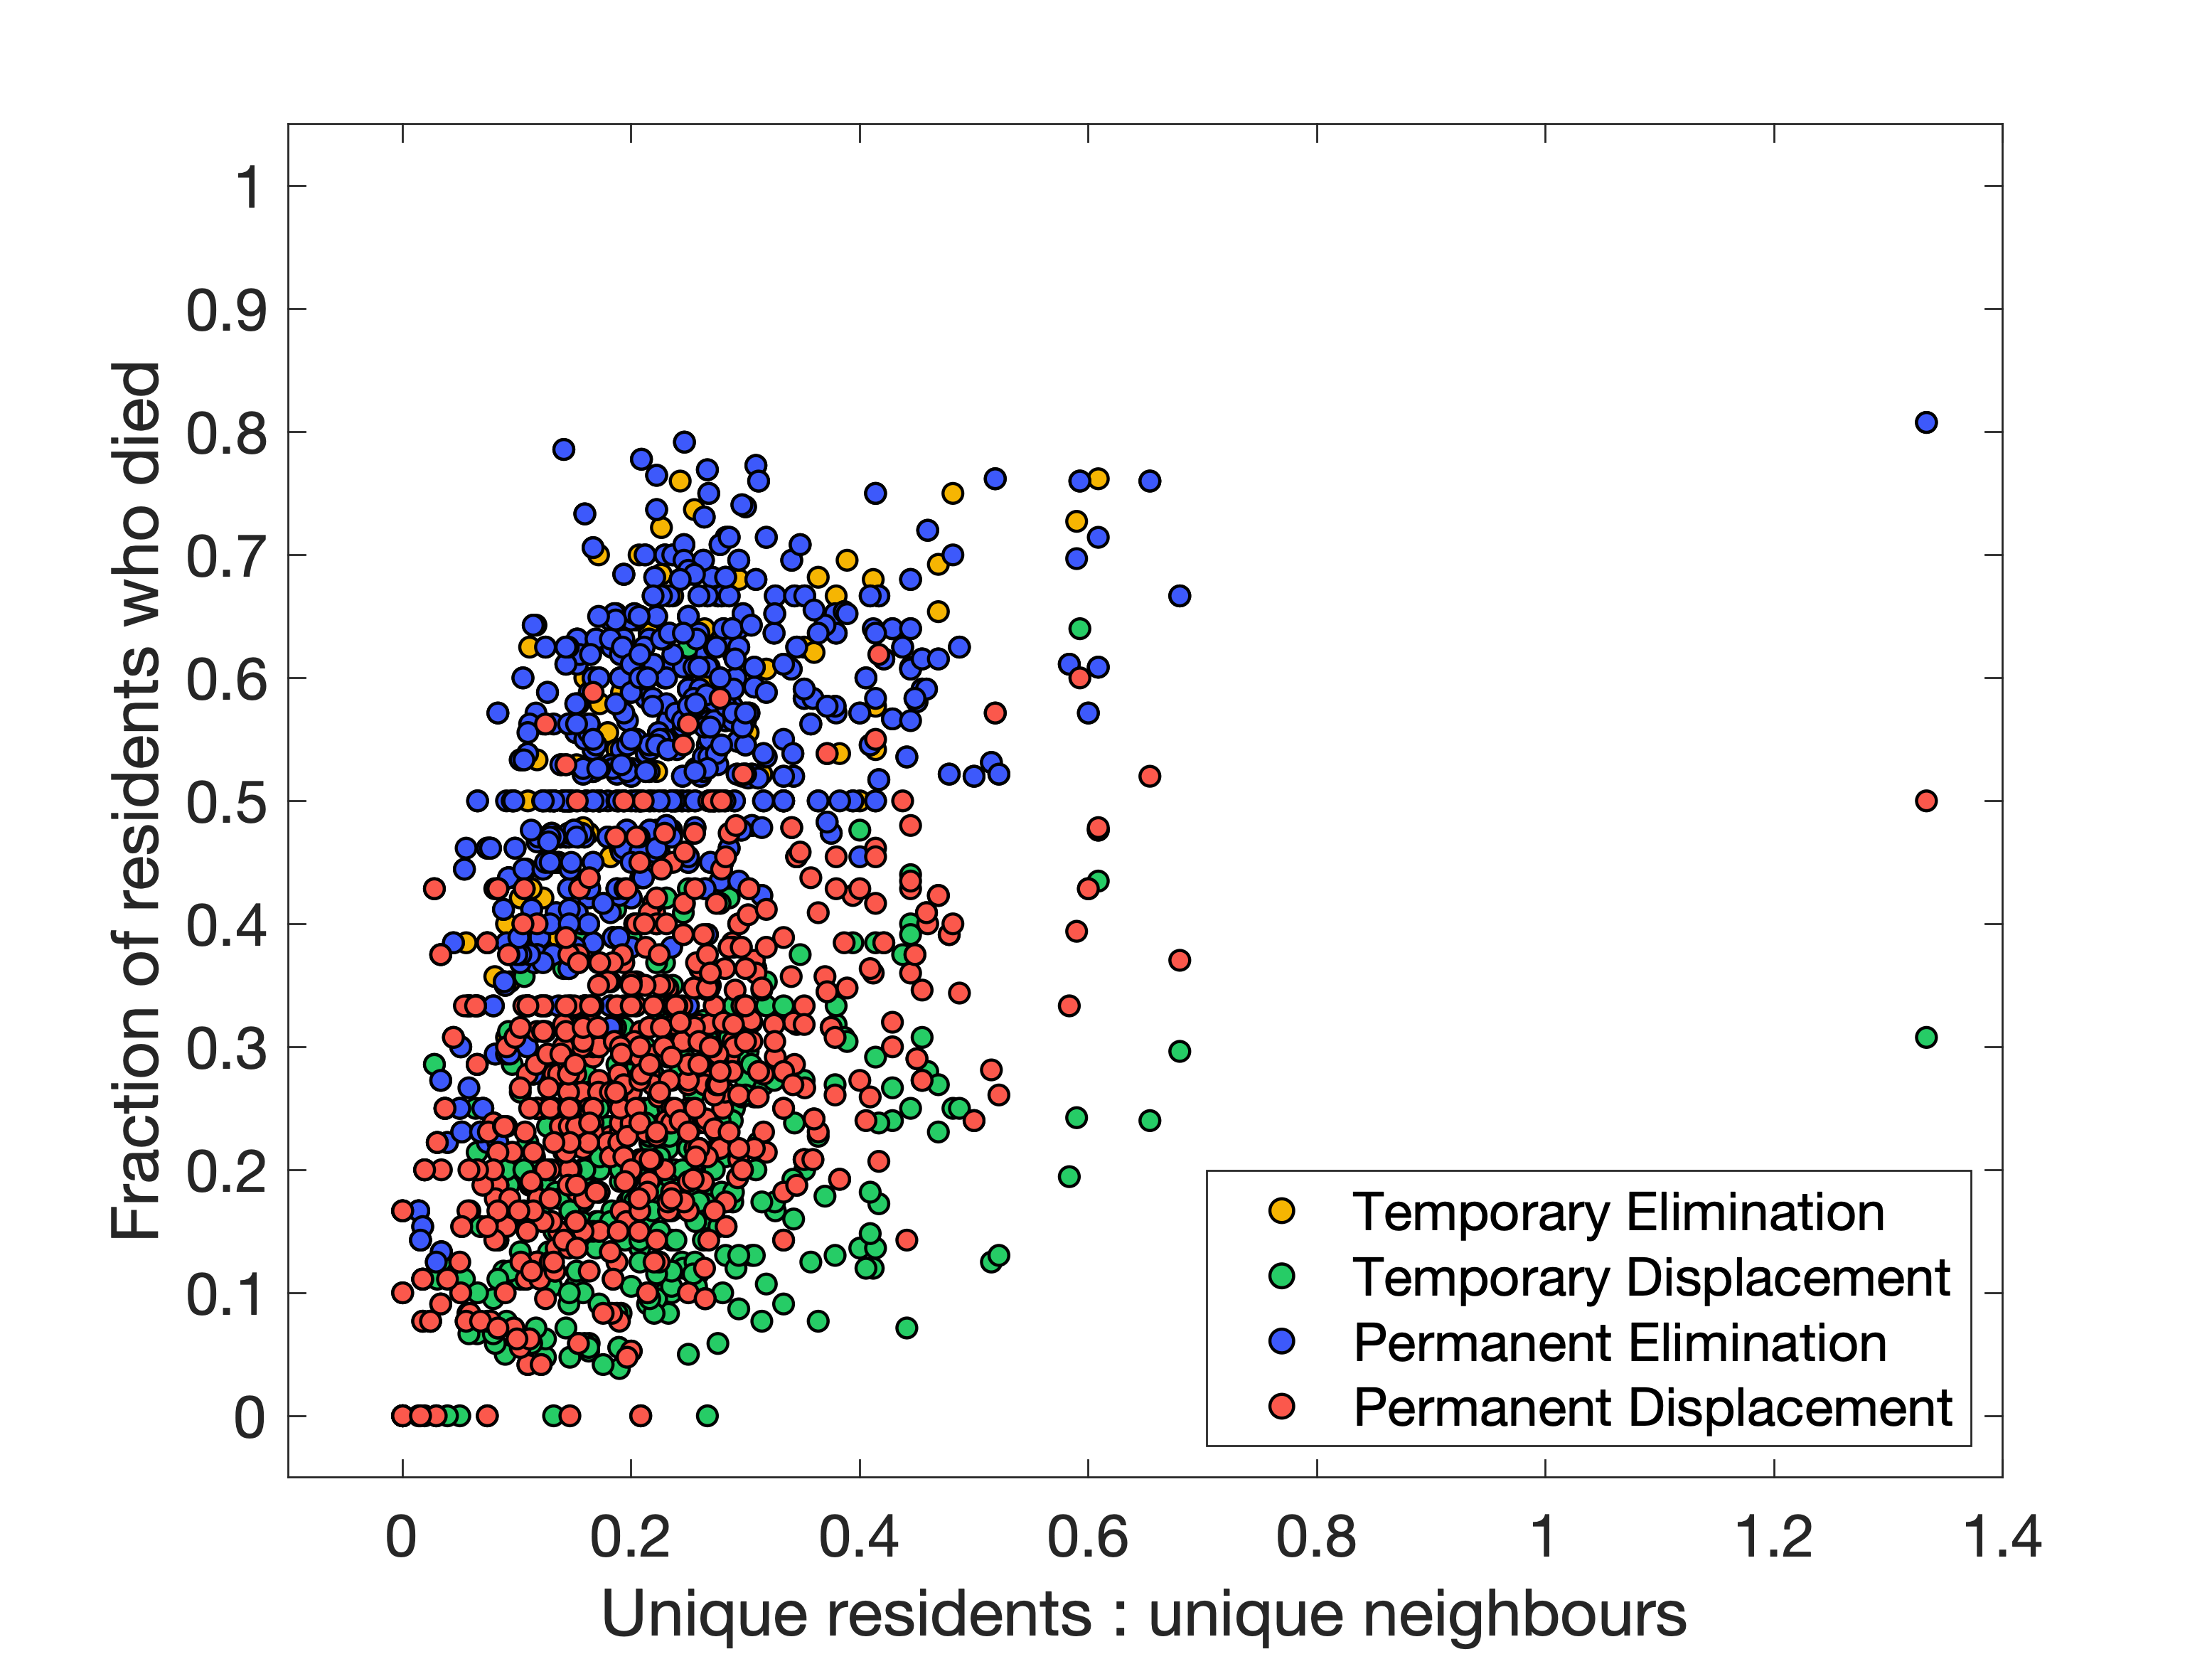 1
0.9
0.8
0.7
0.6
0.5
0.4
0.3
0.2
0.1
0
Fraction of residents who died
Temporary Elimination
Temporary Displacement
Permanent Elimination
Permanent Displacement
0 0.2 0.4 0.6 0.8 1 1.2 1.4
Unique residents : unique neighbours